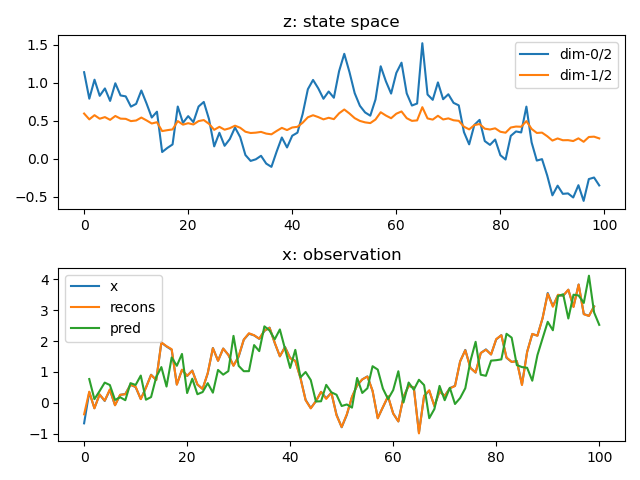 z: state space
1.5
1.0
0.5
0.0
−0.5
dim-0/2
dim-1/2
0 20 40 60 80 100
x: observation
4
3
2
1
0
−1
x
recons
pred
0 20 40 60 80 100